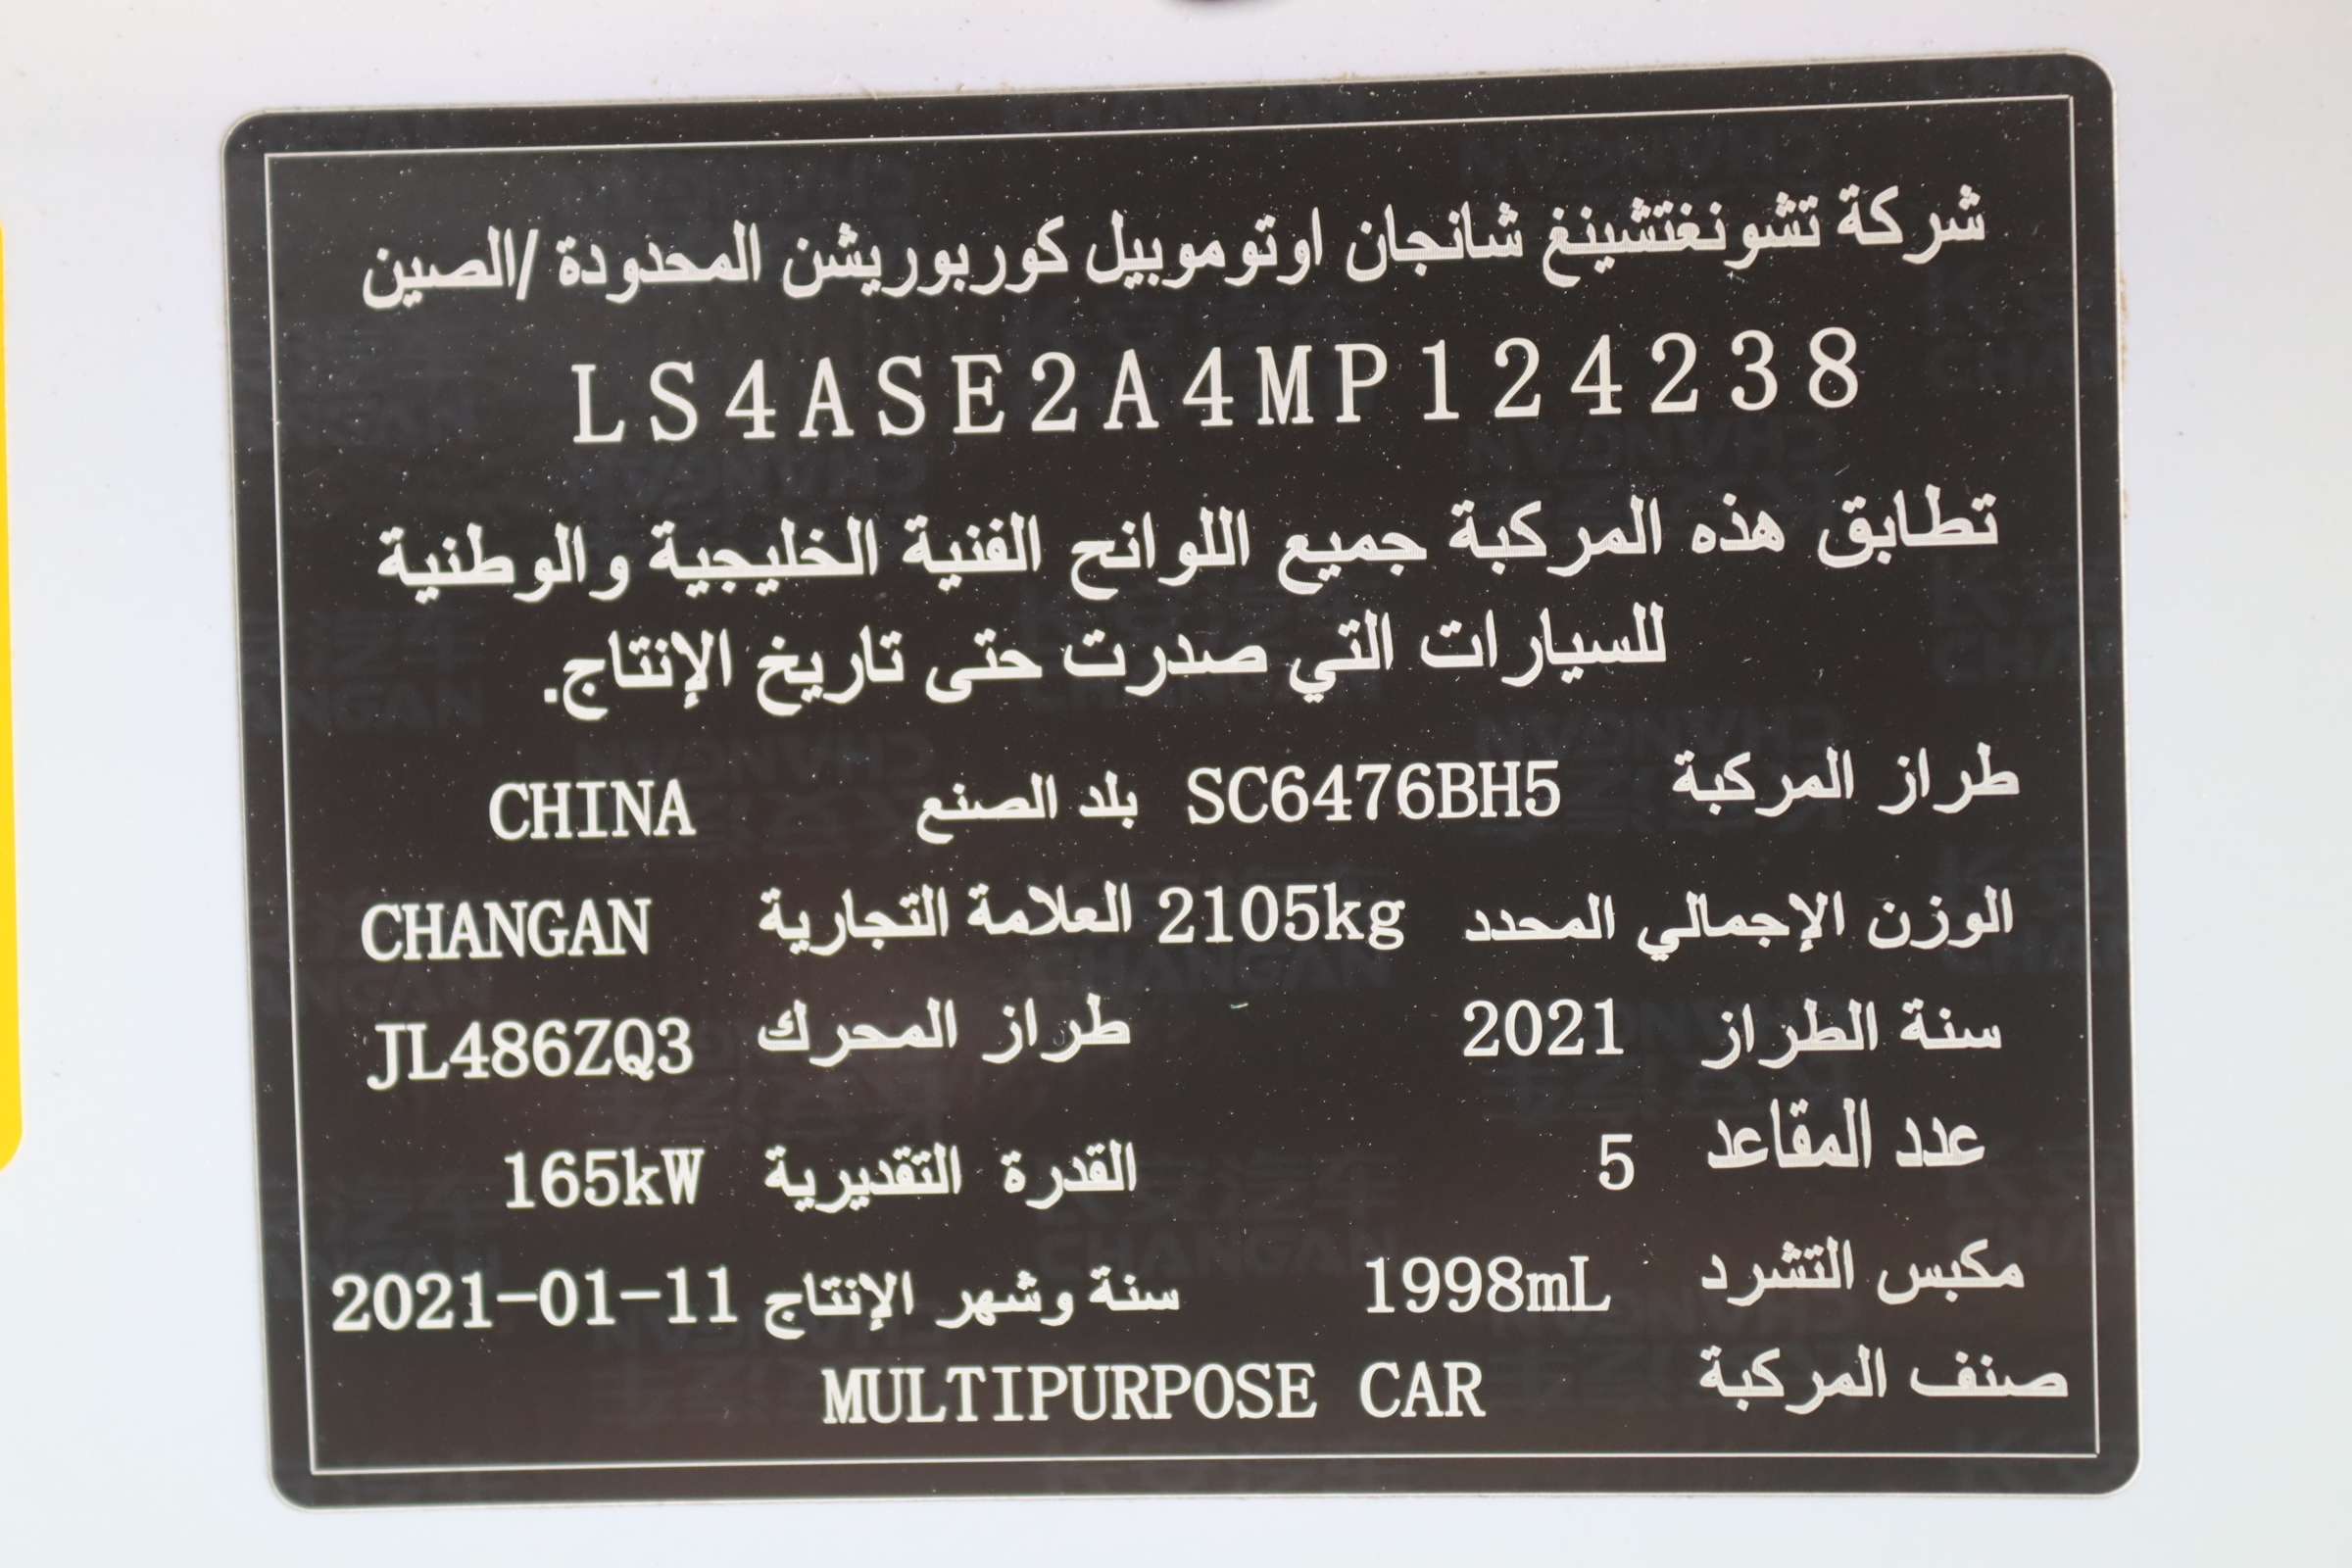 شركة تشونغتشينغ شانجان اوتوموبيل كوربوريشن المحدودة /الصين
LS4ASE2A4MP124238
تطابق هذه المركبة جميع اللوانح الفنية الخليجية والوطنية
للسيارات التي صدرت حتى تاريخ الإنتاج.
طراز المركبة SC6476BH5 بلد الصنع CHINA
الوزن الإجمالي المحدد 2105kg العلامة التجارية CHANGAN
سنة الطراز 2021 طراز المحرك JL486ZQ3
عدد المقاعد 5 القدرة التقديرية 165kW
مكبس التشرد 1998mL سنة وشهر الإنتاج 2021-01-11
صنف المركبة MULTIPURPOSE CAR